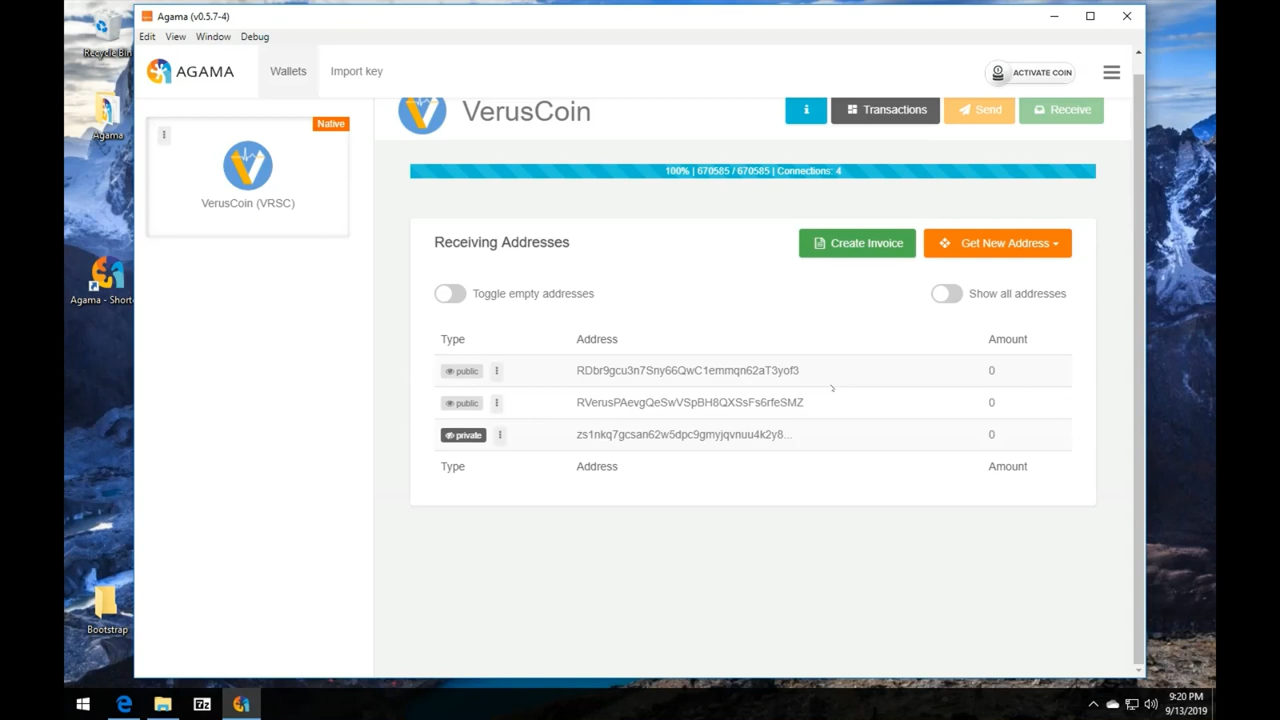 Agama (v0.5.7-4)
Recycle Bin
Edit View Window Debug
AGAMA Wallets Import key ACTIVATE COIN
VerusCoin i Transactions Send Receive
Native
Agama
VerusCoin (VRSC)
100% | 670585 / 670585 | Connections: 4
Receiving Addresses Create Invoice Get New Address
Toggle empty addresses Show all addresses
Agama - Short
Type Address Amount
public RDbr9gcu3n7Sny66QwC1emmqn62aT3yof3 0
public RVerusPAevgQeSwVSpBH8QXSsFs6rfeSMZ 0
private zs1nkq7gcsan62w5dpc9gmyjqvnuu4k2y8... 0
Type Address Amount
Bootstrap
7z
9:20 PM
9/13/2019